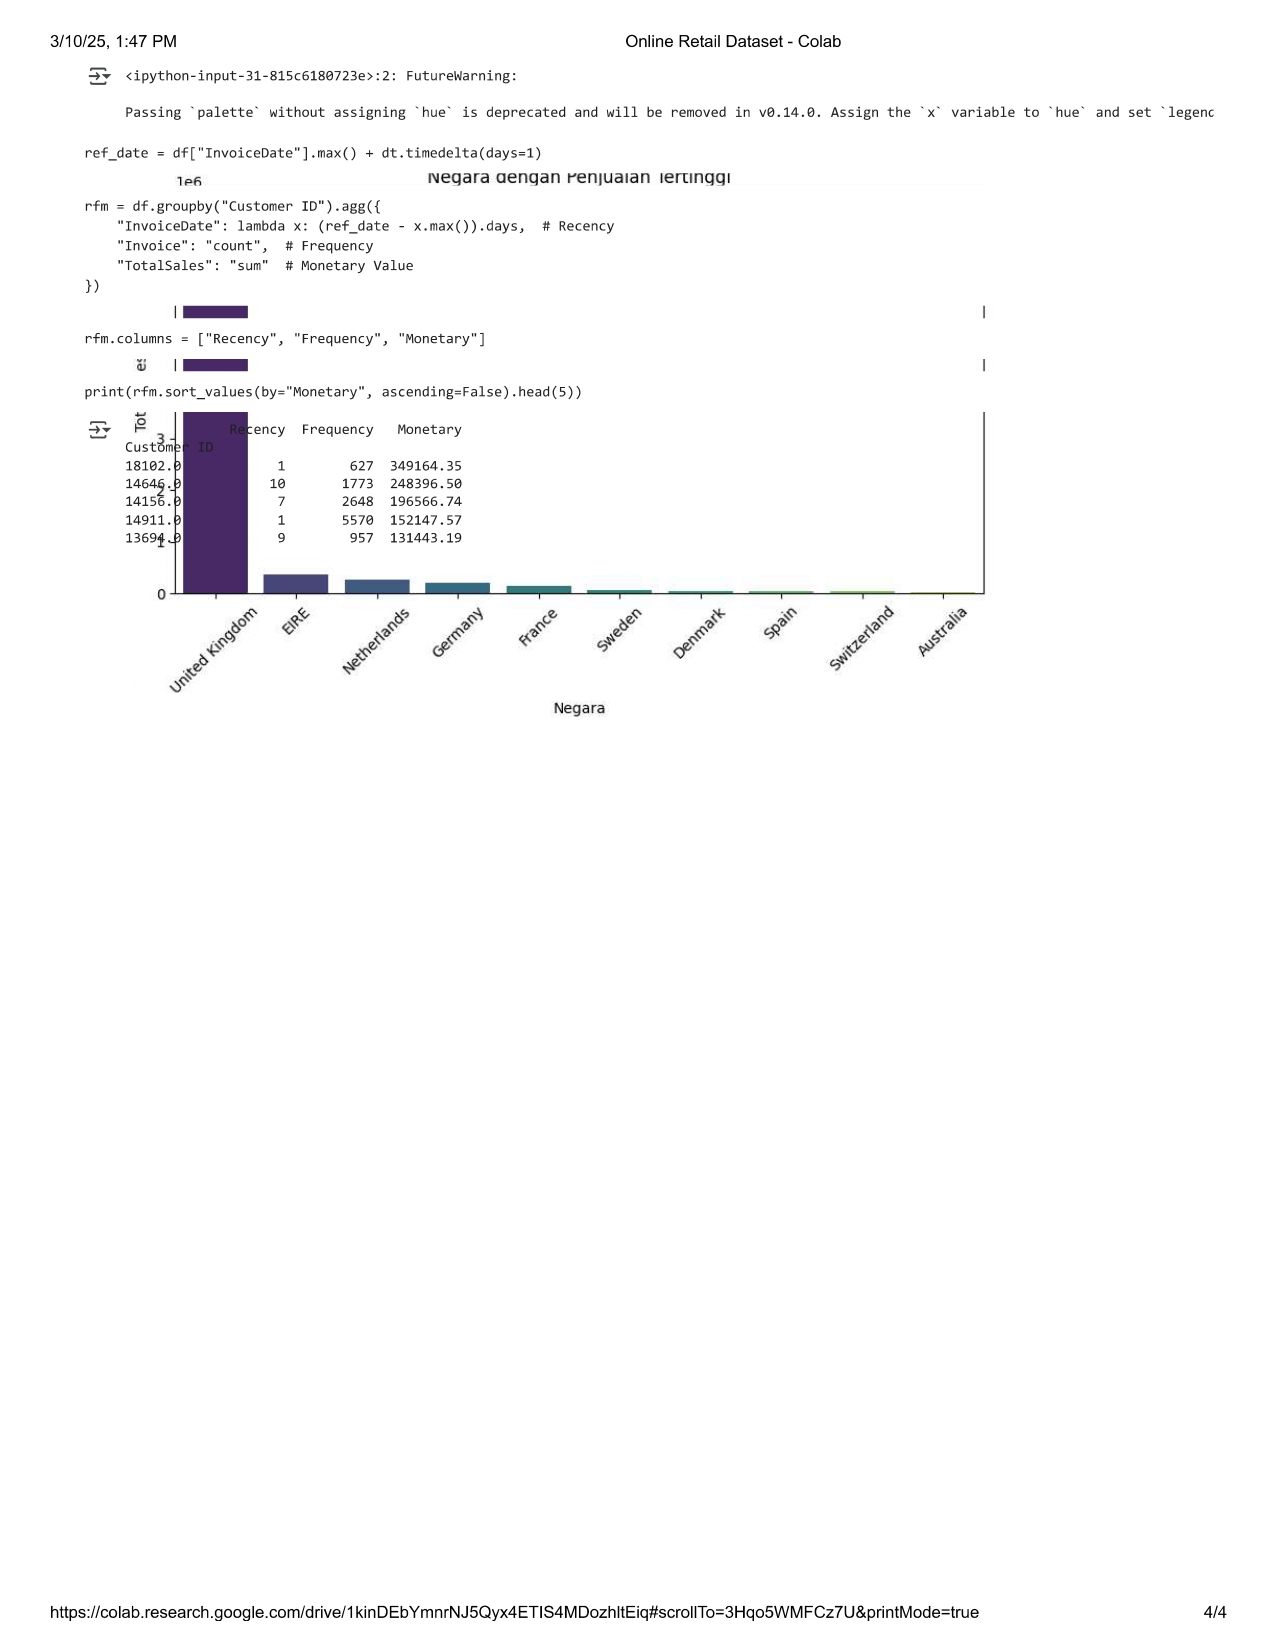 3/10/25, 1:47 PM Online Retail Dataset - Colab
<ipython-input-31-815c6180723e>:2: FutureWarning:
Passing `palette` without assigning `hue` is deprecated and will be removed in v0.14.0. Assign the `x` variable to `hue` and set `legend
ref_date = df["InvoiceDate"].max() + dt.timedelta(days=1)
1e6 Negara dengan Penjualan Tertinggi
rfm = df.groupby("Customer ID").agg({
"InvoiceDate": lambda x: (ref_date - x.max()).days,  # Recency
"Invoice": "count",  # Frequency
"TotalSales": "sum"  # Monetary Value
})
rfm.columns = ["Recency", "Frequency", "Monetary"]
print(rfm.sort_values(by="Monetary", ascending=False).head(5))
Tot
Recency Frequency Monetary
3
Customer ID
18102.0 1 627 349164.35
14646.0 10 1773 248396.50
2
14156.0 7 2648 196566.74
14911.0 1 5570 152147.57
13694.0 9 957 131443.19
1
0
United Kingdom EIRE Netherlands Germany France Sweden Denmark Spain Switzerland Australia
Negara
https://colab.research.google.com/drive/1kinDEbYmnrNJ5Qyx4ETIS4MDozhltEiq#scrollTo=3Hqo5WMFCz7U&printMode=true 4/4